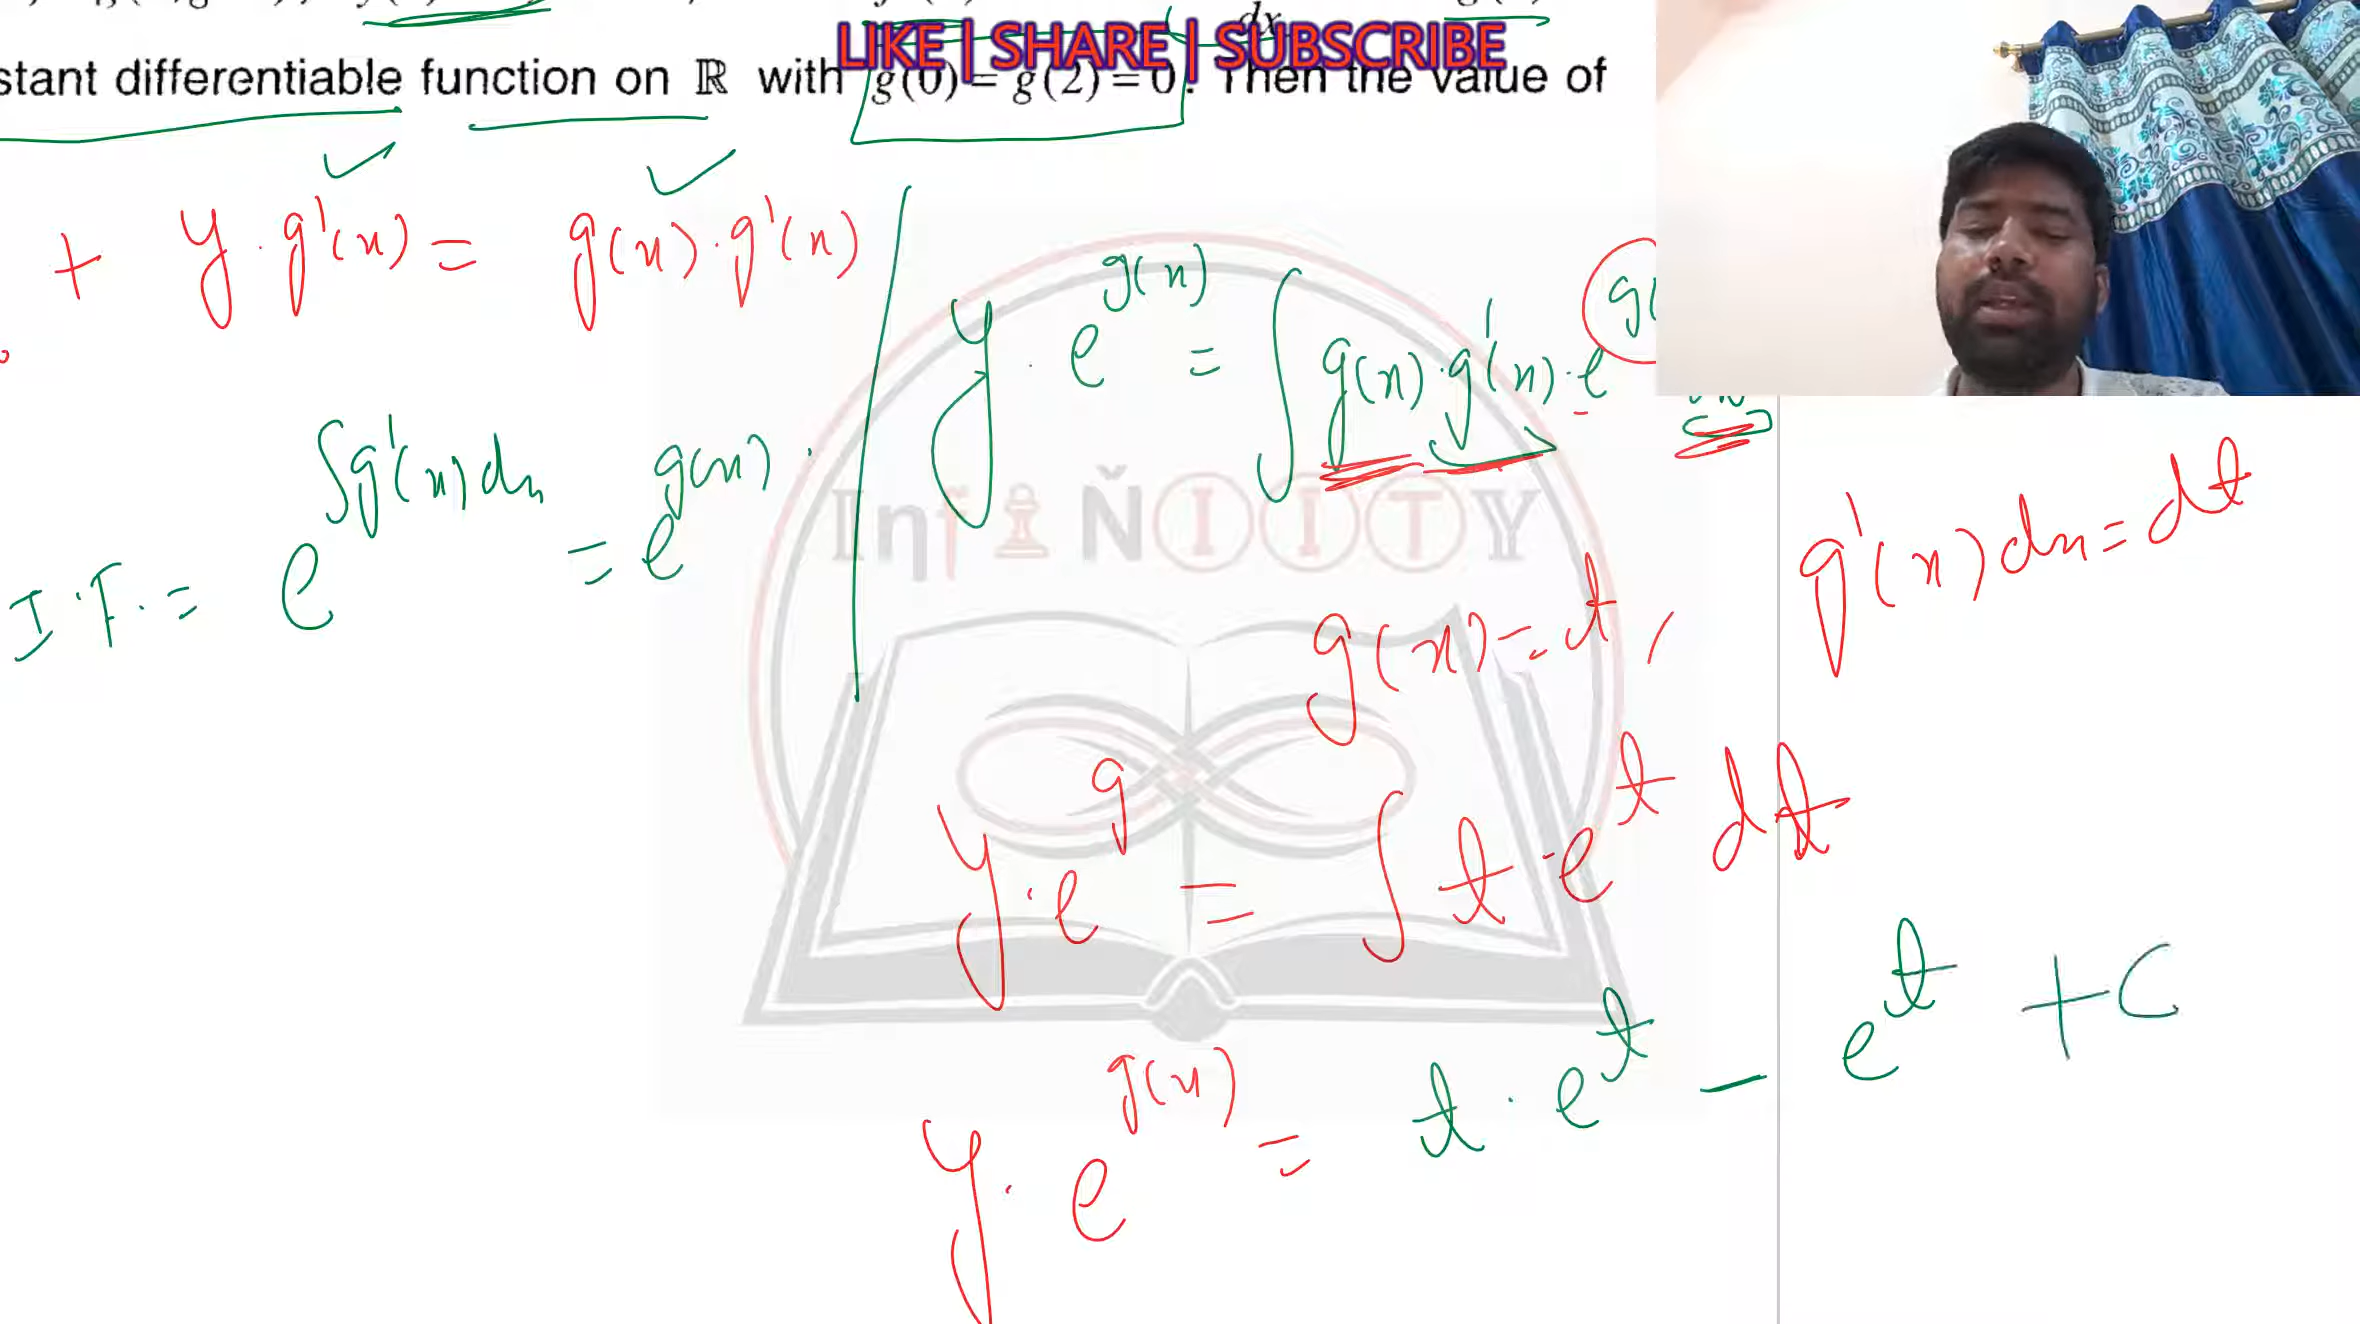 LIKE | SHARE | SUBSCRIBE
stant differentiable function on ℝ with g(0) = g(2) = 0. Then the value of
+ y · g'(x) = g(x) · g'(x)
I.F. = e^{∫g'(x)dx} = e^{g(x)}.
y · e^{g(x)} = ∫ g(x) · g'(x) · e
g(x) = t, g'(x)dx = dt
y · e^g = ∫ t · e^t dt
y · e^{g(x)} = t · e^t − e^t + C
InfiŇIITY